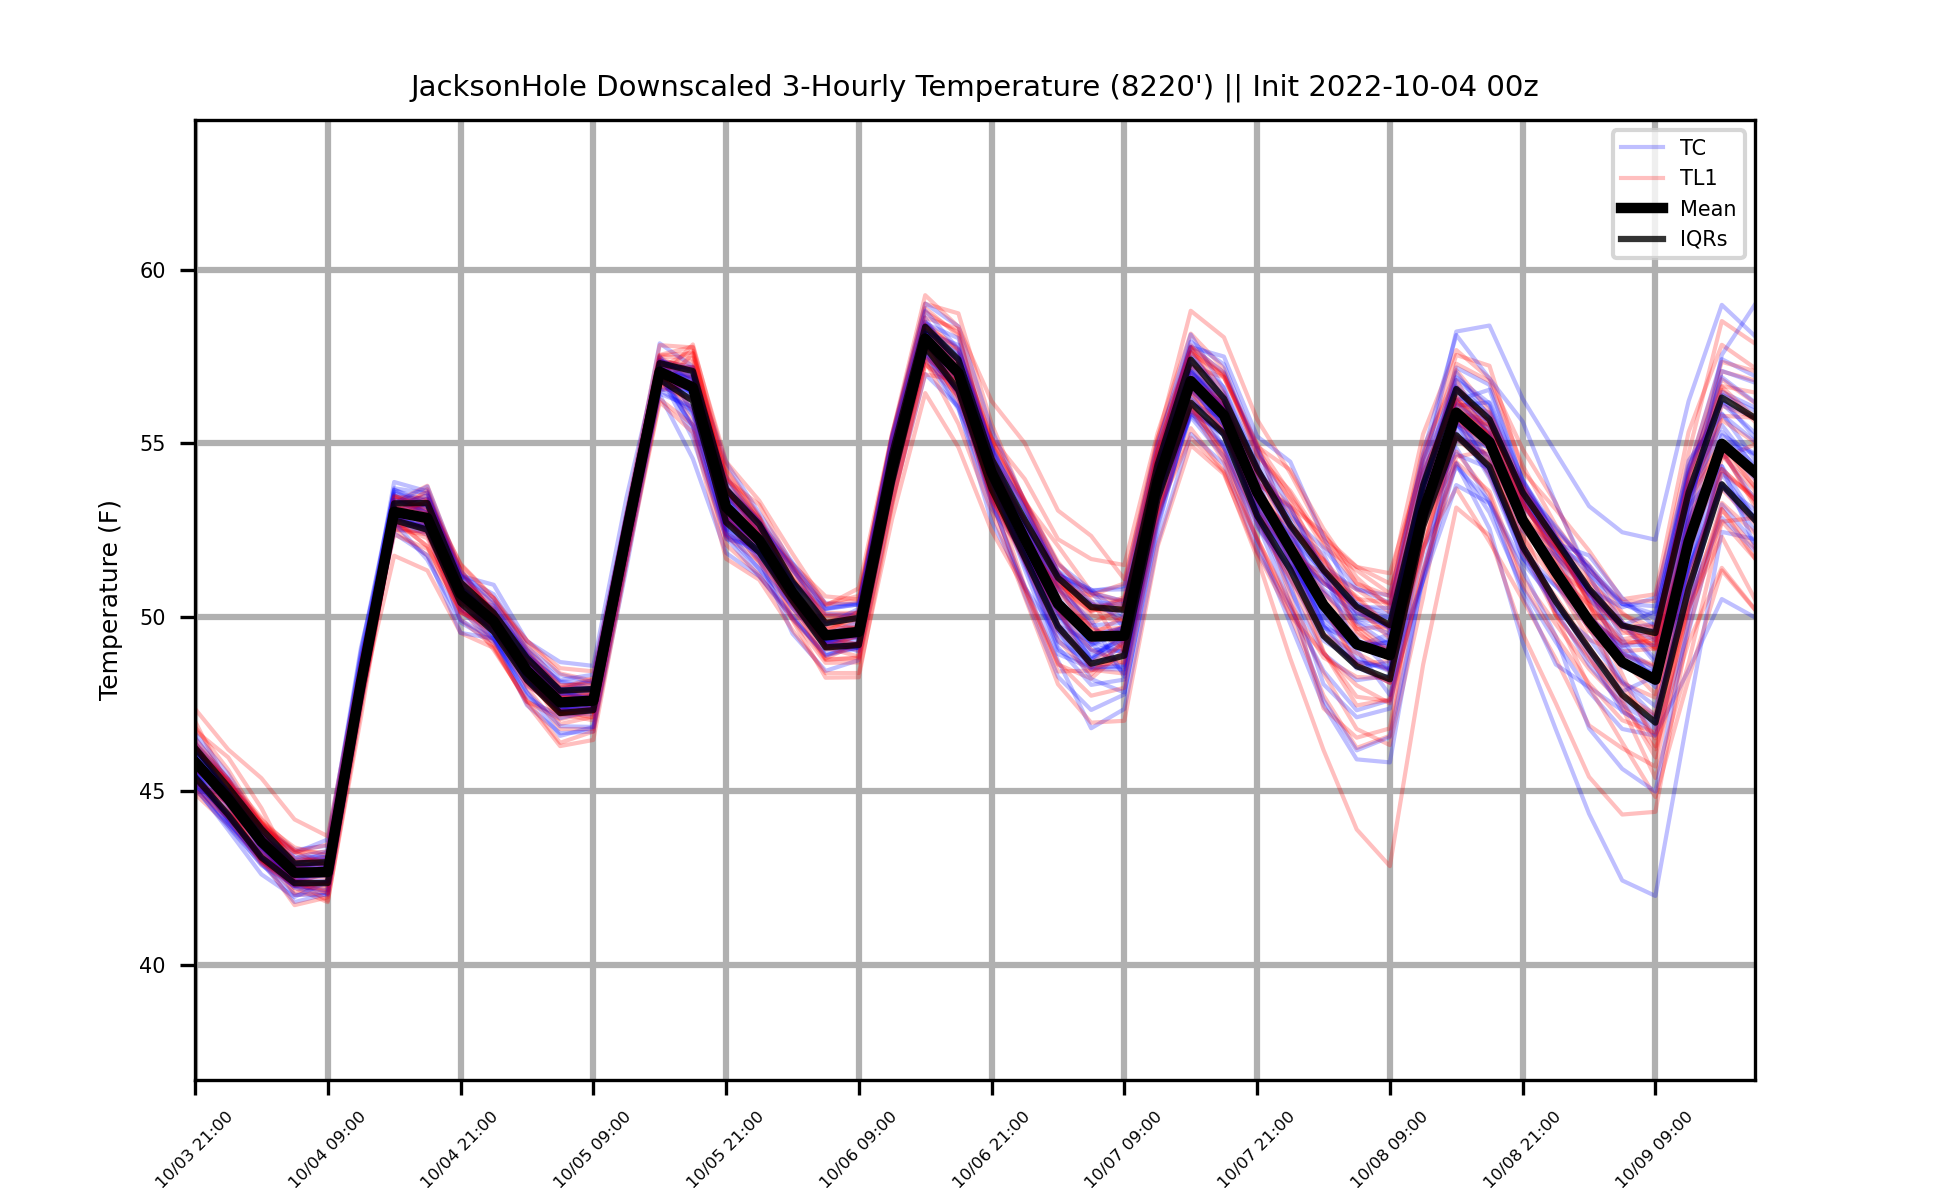 JacksonHole Downscaled 3-Hourly Temperature (8220') || Init 2022-10-04 00z
TC
TL1
Mean
IQRs
Temperature (F)
60
55
50
45
40
10/03 21:00
10/04 09:00
10/04 21:00
10/05 09:00
10/05 21:00
10/06 09:00
10/06 21:00
10/07 09:00
10/07 21:00
10/08 09:00
10/08 21:00
10/09 09:00